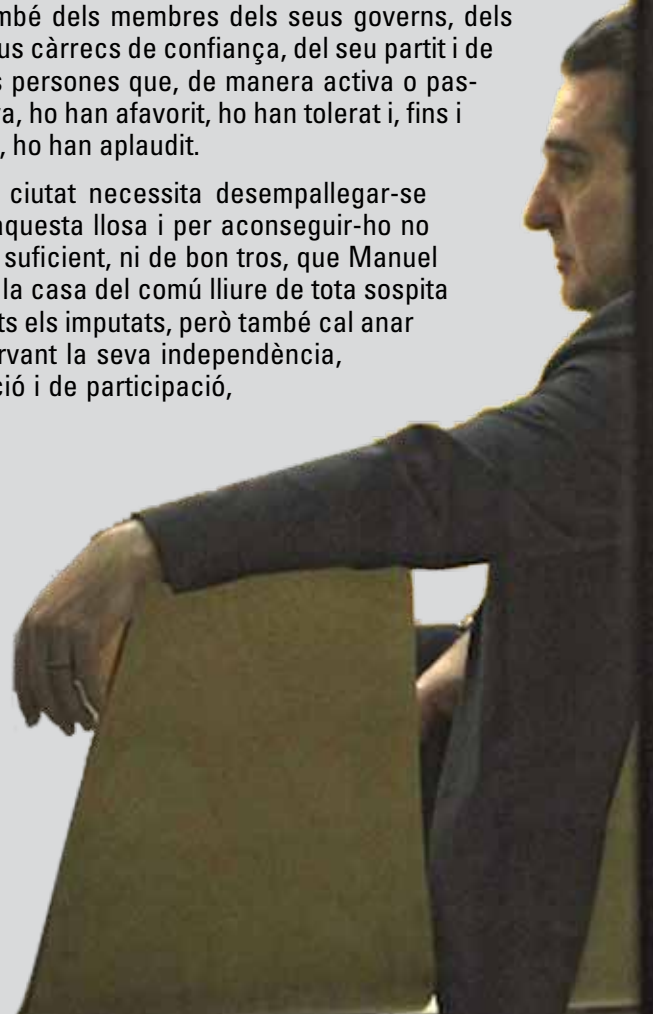 mbé dels membres dels seus governs, dels
us càrrecs de confiança, del seu partit i de
s persones que, de manera activa o pas-
a, ho han afavorit, ho han tolerat i, fins i
, ho han aplaudit.
ciutat necessita desempallegar-se
aquesta llosa i per aconseguir-ho no
suficient, ni de bon tros, que Manuel
la casa del comú lliure de tota sospita
ts els imputats, però també cal anar
rvant la seva independència,
ció i de participació,